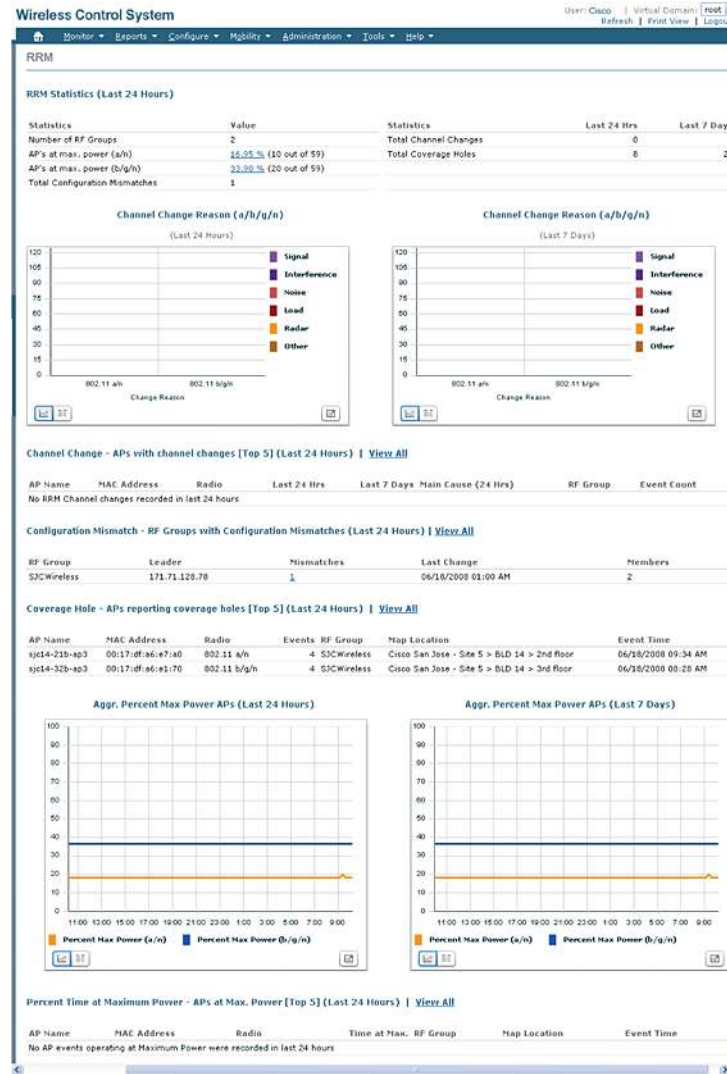 Wireless Control System
User: Cisco | Virtual Domain: root
Refresh | Print View | Logou
Monitor Reports Configure Mobility Administration Tools Help
RRM
RRM Statistics (Last 24 Hours)
Statistics Value Statistics Last 24 Hrs Last 7 Day
Number of RF Groups 2 Total Channel Changes 0
AP's at max. power (a/n) 16.95 % (10 out of 59) Total Coverage Holes 8 2
AP's at max. power (b/g/n) 33.90 % (20 out of 59)
Total Configuration Mismatches 1
Channel Change Reason (a/b/g/n) Channel Change Reason (a/b/g/n)
(Last 24 Hours) (Last 7 Days)
120 120
105 Signal 105 Signal
90 Interference 90 Interference
75 Noise 75 Noise
60 Load 60 Load
45 Radar 45 Radar
30 Other 30 Other
15 15
0 0
802.11 a/n 802.11 b/g/n 802.11 a/n 802.11 b/g/n
Change Reason Change Reason
Channel Change - APs with channel changes [Top 5] (Last 24 Hours) | View All
AP Name MAC Address Radio Last 24 Hrs Last 7 Days Main Cause (24 Hrs) RF Group Event Count
No RRM Channel changes recorded in last 24 hours
Configuration Mismatch - RF Groups with Configuration Mismatches (Last 24 Hours) | View All
RF Group Leader Mismatches Last Change Members
SJCWireless 171.71.128.78 1 06/18/2008 01:00 AM 2
Coverage Hole - APs reporting coverage holes [Top 5] (Last 24 Hours) | View All
AP Name MAC Address Radio Events RF Group Map Location Event Time
sjc14-21b-ap3 00:17:df:a6:e7:a0 802.11 a/n 4 SJCWireless Cisco San Jose - Site 5 > BLD 14 > 2nd floor 06/18/2008 09:34 AM
sjc14-32b-ap3 00:17:df:a6:e1:70 802.11 b/g/n 4 SJCWireless Cisco San Jose - Site 5 > BLD 14 > 3rd floor 06/18/2008 08:28 AM
Aggr. Percent Max Power APs (Last 24 Hours) Aggr. Percent Max Power APs (Last 7 Days)
100 100
90 90
80 80
70 70
60 60
50 50
40 40
30 30
20 20
10 10
0 0
11:00 13:00 15:00 17:00 19:00 21:00 23:00 1:00 3:00 5:00 7:00 9:00 11:00 13:00 15:00 17:00 19:00 21:00 23:00 1:00 3:00 5:00 7:00 9:00
Percent Max Power (a/n) Percent Max Power (b/g/n) Percent Max Power (a/n) Percent Max Power (b/g/n)
Percent Time at Maximum Power - APs at Max. Power [Top 5] (Last 24 Hours) | View All
AP Name MAC Address Radio Time at Max. RF Group Map Location Event Time
No AP events operating at Maximum Power were recorded in last 24 hours